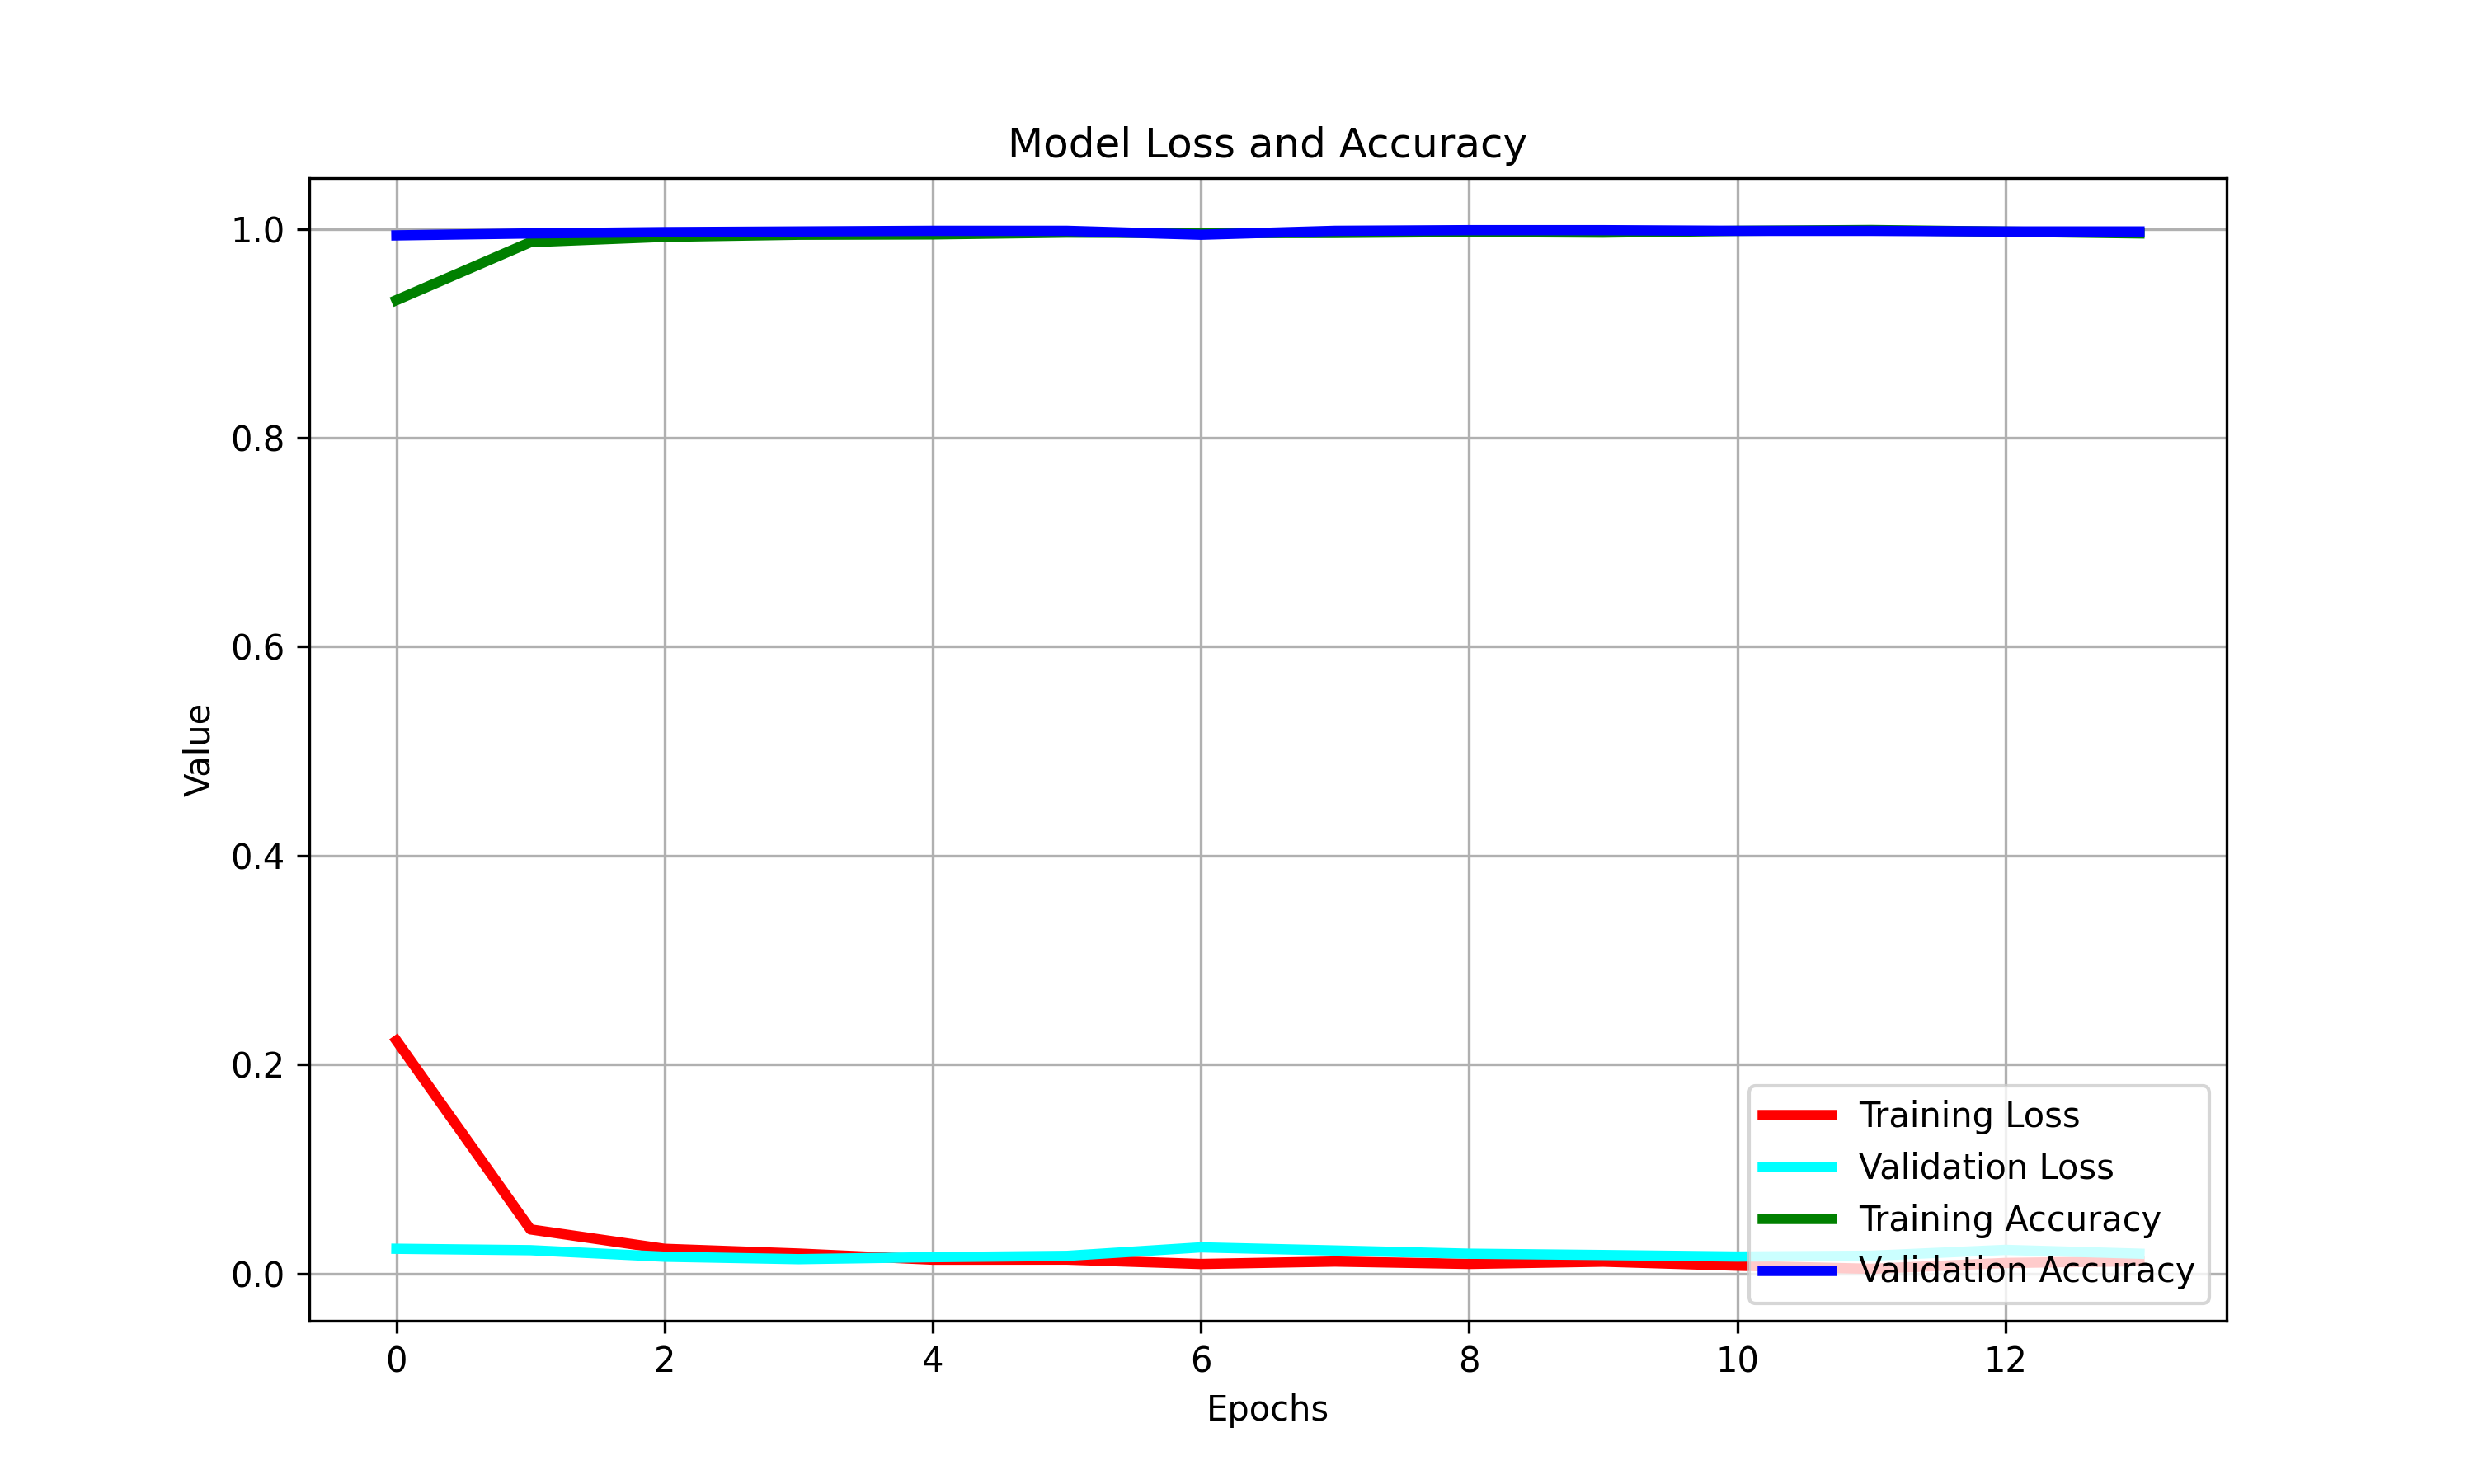 Model Loss and Accuracy
1.0
0.8
0.6
0.4
0.2
0.0
Value
Training Loss
Validation Loss
Training Accuracy
Validation Accuracy
0 2 4 6 8 10 12
Epochs